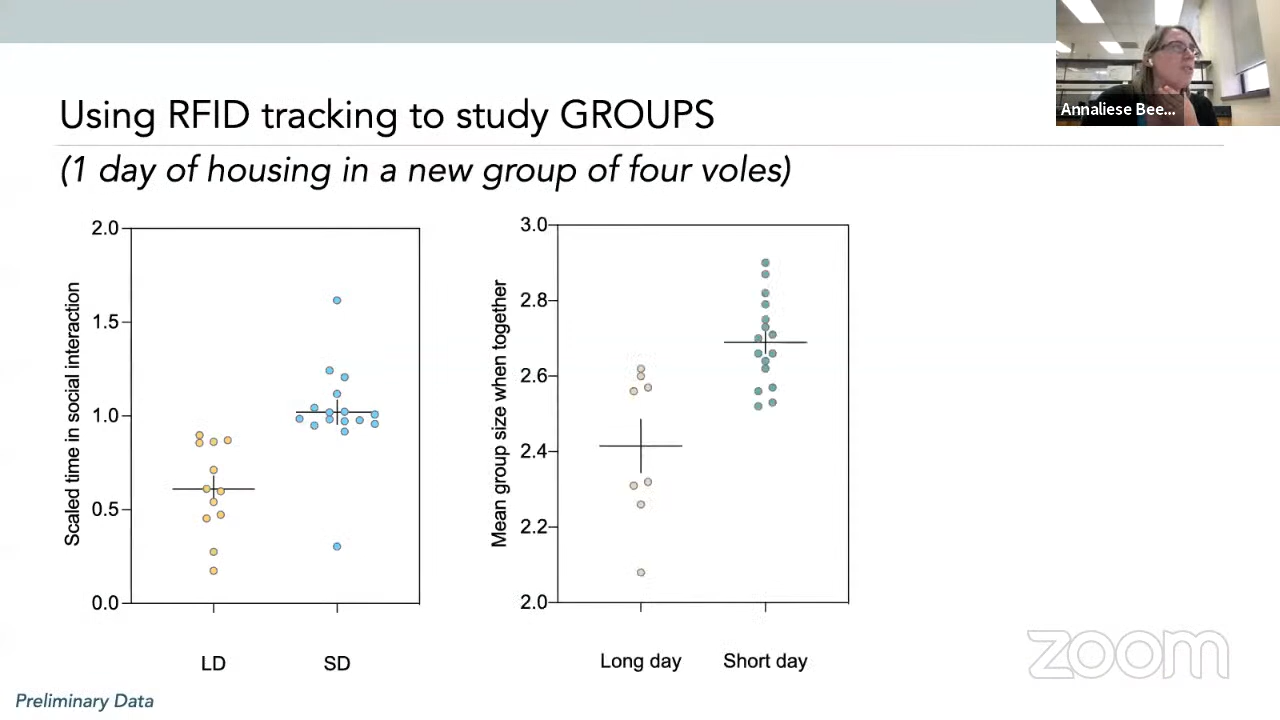 Annaliese Bee...
Using RFID tracking to study GROUPS
(1 day of housing in a new group of four voles)
Scaled time in social interaction
2.0
1.5
1.0
0.5
0.0
LD
SD
Mean group size when together
3.0
2.8
2.6
2.4
2.2
2.0
Long day
Short day
Preliminary Data
zoom